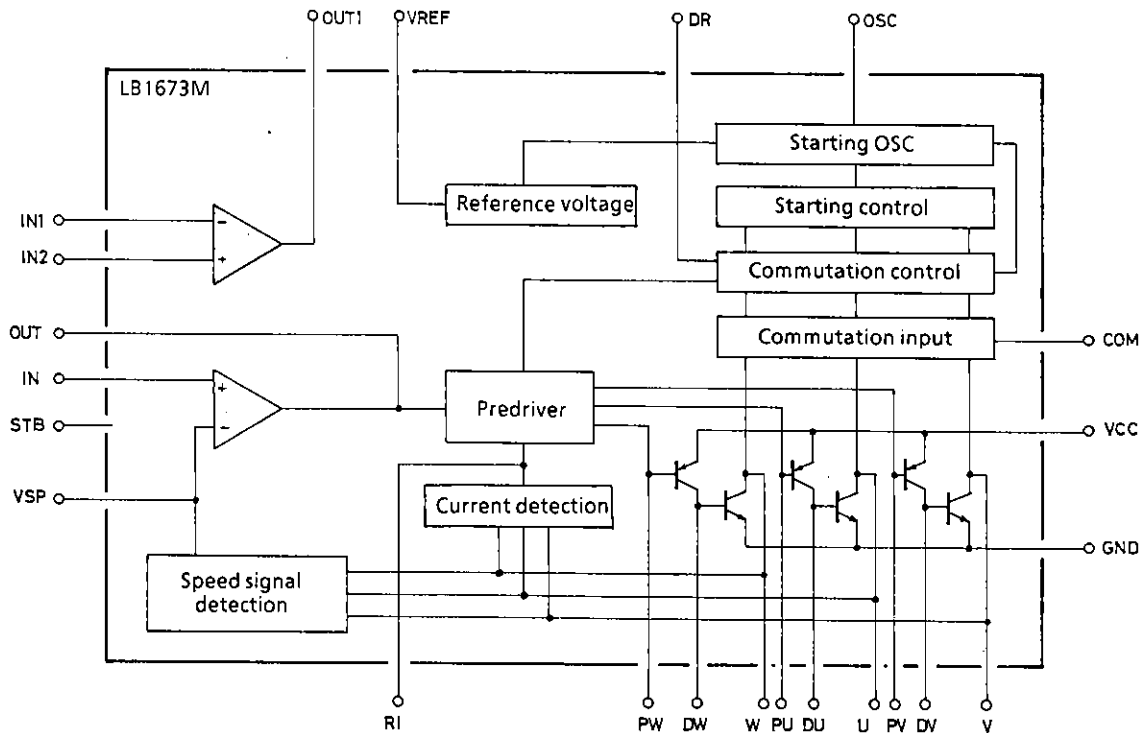 OUT1
VREF
DR
OSC
LB1673M
Starting OSC
Reference voltage
Starting control
IN1
-
IN2
+
Commutation control
OUT
Commutation input
COM
IN
+
Predriver
STB
-
VCC
VSP
Current detection
GND
Speed signal
detection
RI
PW
DW
W
PU
DU
U
PV
DV
V